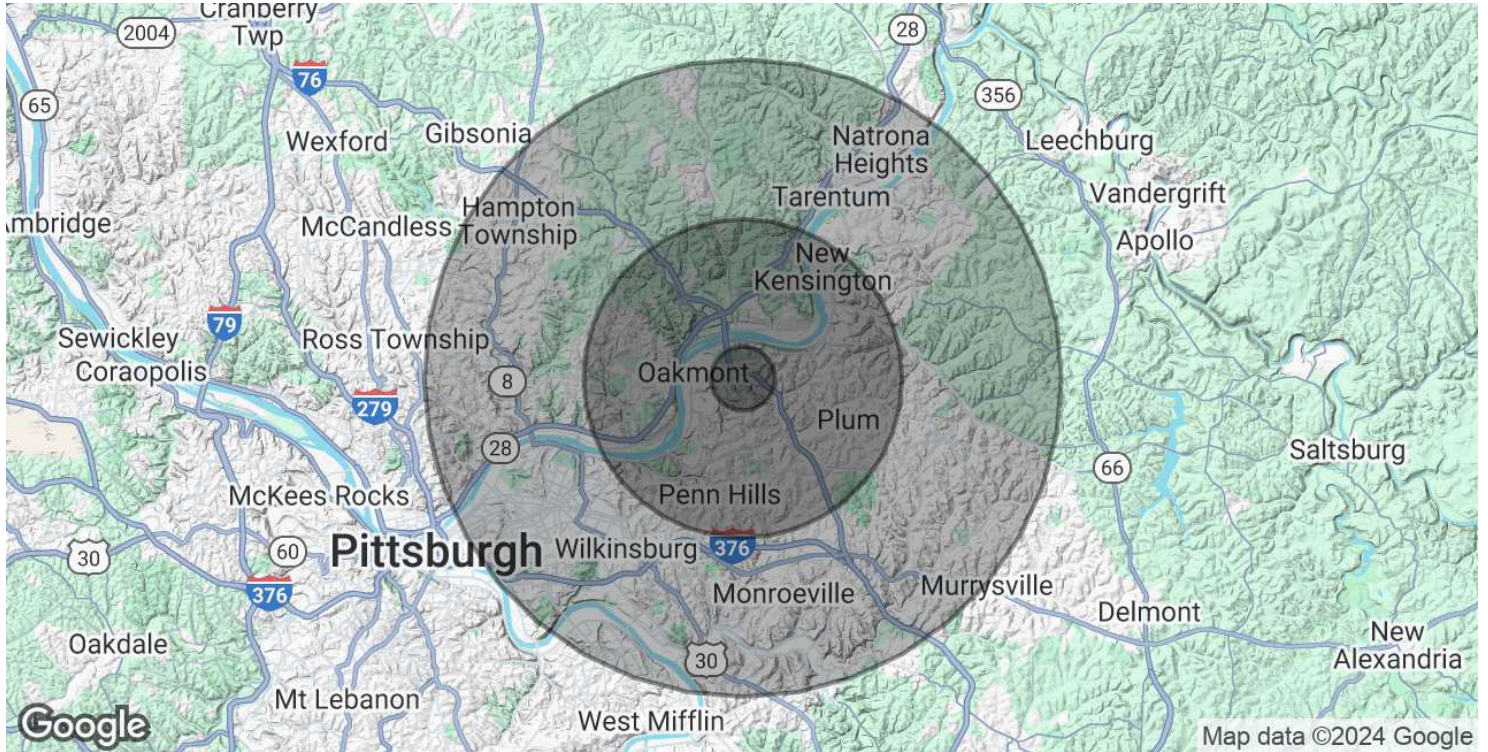 Cranberry
Twp
2004
28
76
65
356
Wexford
Gibsonia
Natrona
Heights
Leechburg
Tarentum
Vandergrift
Ambridge
McCandless
Hampton
Township
Apollo
New
Kensington
79
Sewickley
Ross Township
Coraopolis
Oakmont
8
279
Plum
28
Saltsburg
66
McKees Rocks
Penn Hills
30
60
Pittsburgh
Wilkinsburg
376
376
Monroeville
Murrysville
Delmont
Oakdale
30
New
Alexandria
Mt Lebanon
West Mifflin
Google
Map data ©2024 Google